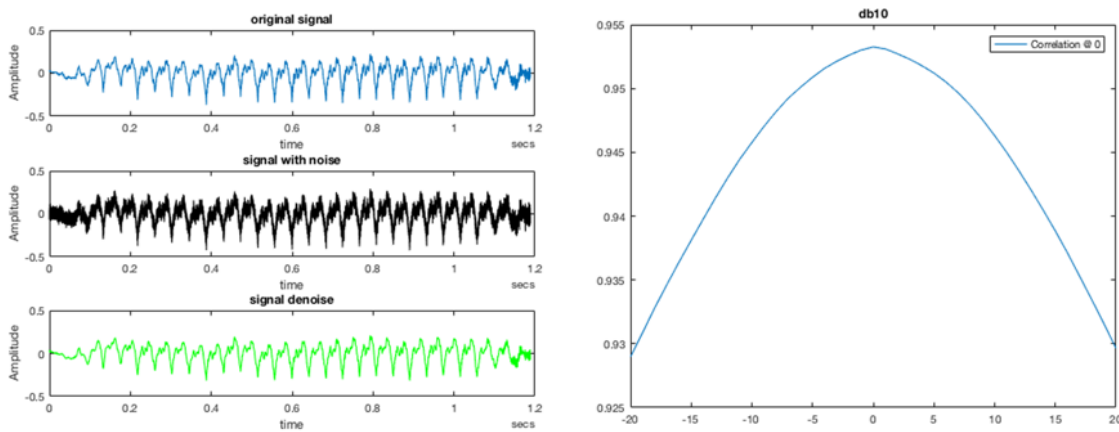 original signal
0.5
0
-0.5
Amplitude
0 0.2 0.4 0.6 0.8 1 1.2
time
secs
signal with noise
0.5
0
-0.5
Amplitude
0 0.2 0.4 0.6 0.8 1 1.2
time
secs
signal denoise
0.5
0
-0.5
Amplitude
0 0.2 0.4 0.6 0.8 1 1.2
time
secs
db10
Correlation @ 0
0.955
0.95
0.945
0.94
0.935
0.93
0.925
-20 -15 -10 -5 0 5 10 15 20